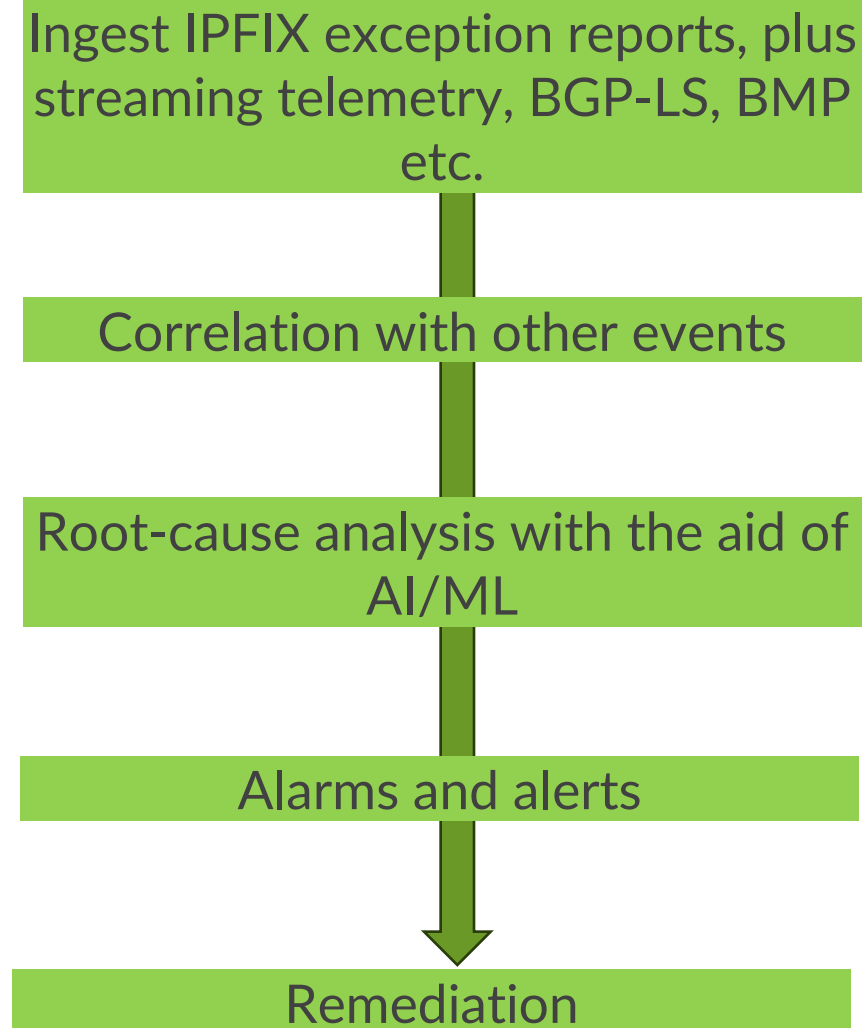 Ingest IPFIX exception reports, plus
streaming telemetry, BGP-LS, BMP
etc.
Correlation with other events
Root-cause analysis with the aid of
AI/ML
Alarms and alerts
Remediation